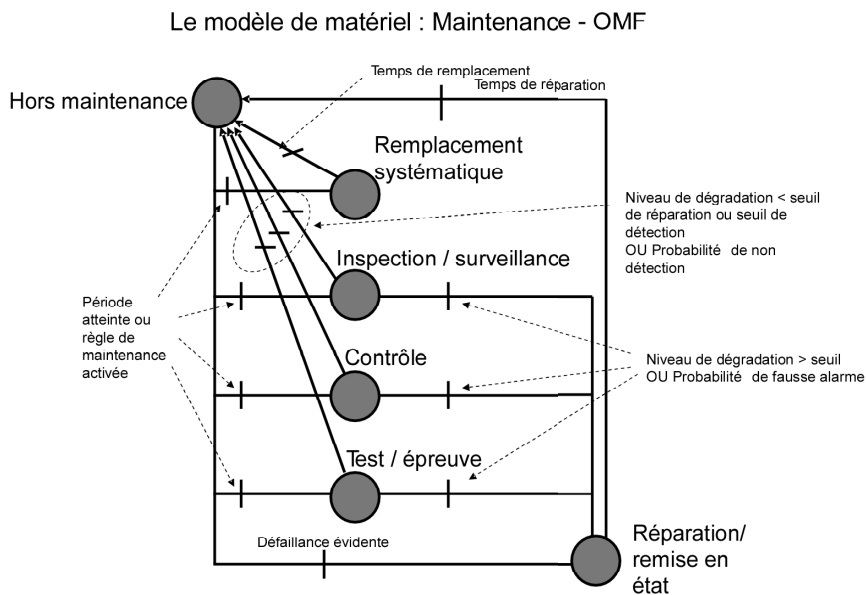 Le modèle de matériel : Maintenance - OMF
Temps de remplacement
Temps de réparation
Hors maintenance
Remplacement
systématique
Niveau de dégradation < seuil
de réparation ou seuil de
détection
OU Probabilité de non
détection
Inspection / surveillance
Période
atteinte ou
règle de
maintenance
activée
Contrôle
Niveau de dégradation > seuil
OU Probabilité de fausse alarme
Test / épreuve
Défaillance évidente
Réparation/
remise en
état